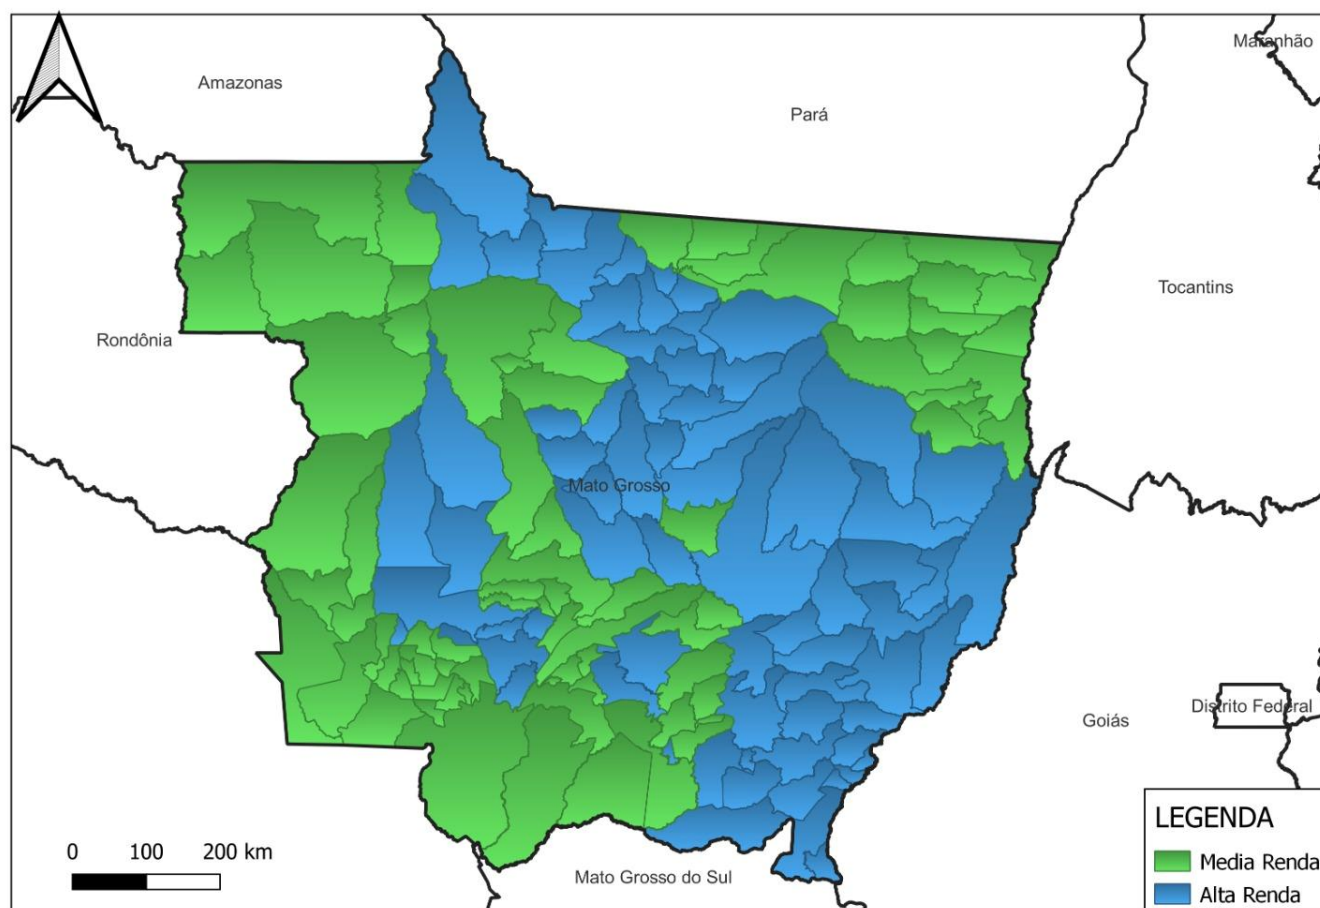 Maranhão
Amazonas
Pará
Tocantins
Rondônia
Mato Grosso
Distrito Federal
Goiás
LEGENDA
0 100 200 km
Media Renda
Mato Grosso do Sul
Alta Renda